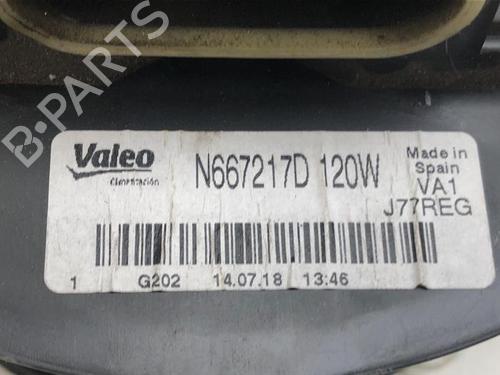 B-PARTS
Valeo
Climatización
N667217D 120W
Made in
Spain
VA1
J77REG
1 G202 14.07.18 13:46